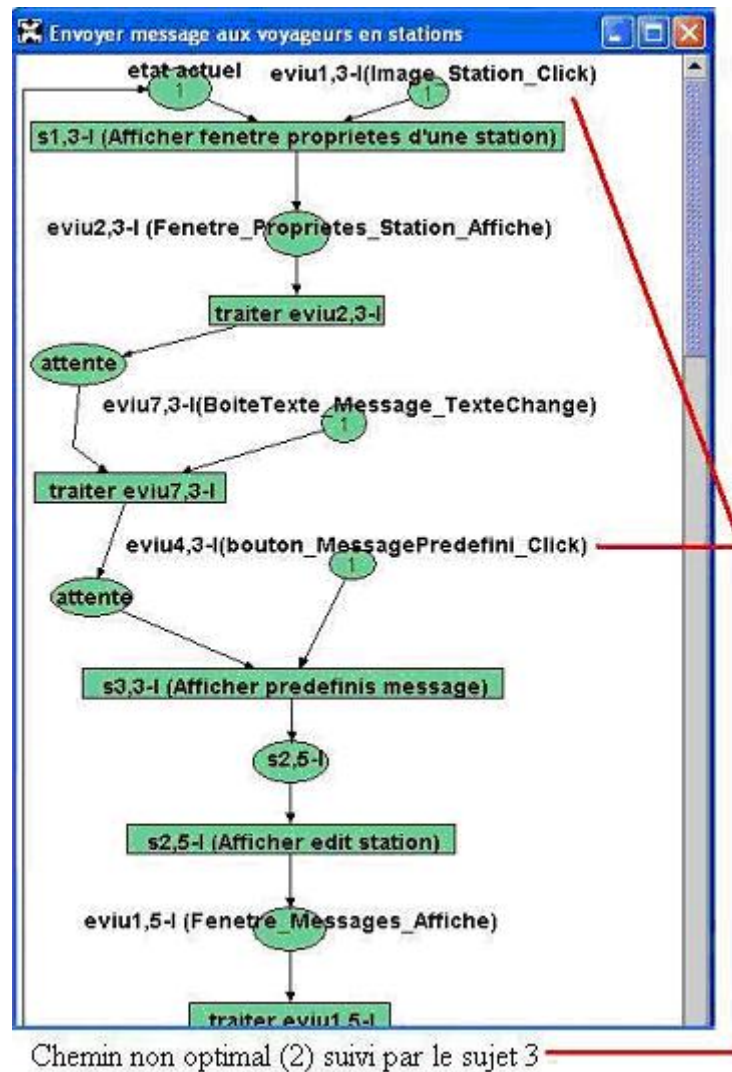 Envoyer message aux voyageurs en stations
etat actuel
eviu1,3-I(Image_Station_Click)
1
1
s1,3-I (Afficher fenetre proprietes d'une station)
eviu2,3-I (Fenetre_Proprietes_Station_Affiche)
traiter eviu2,3-I
attente
eviu7,3-I(BoiteTexte_Message_TexteChange)
1
traiter eviu7,3-I
eviu4,3-I(bouton_MessagePredefini_Click)
1
attente
s3,3-I (Afficher predefinis message)
s2,5-I
s2,5-I (Afficher edit station)
eviu1,5-I (Fenetre_Messages_Affiche)
traiter eviu1,5-I
Chemin non optimal (2) suivi par le sujet 3